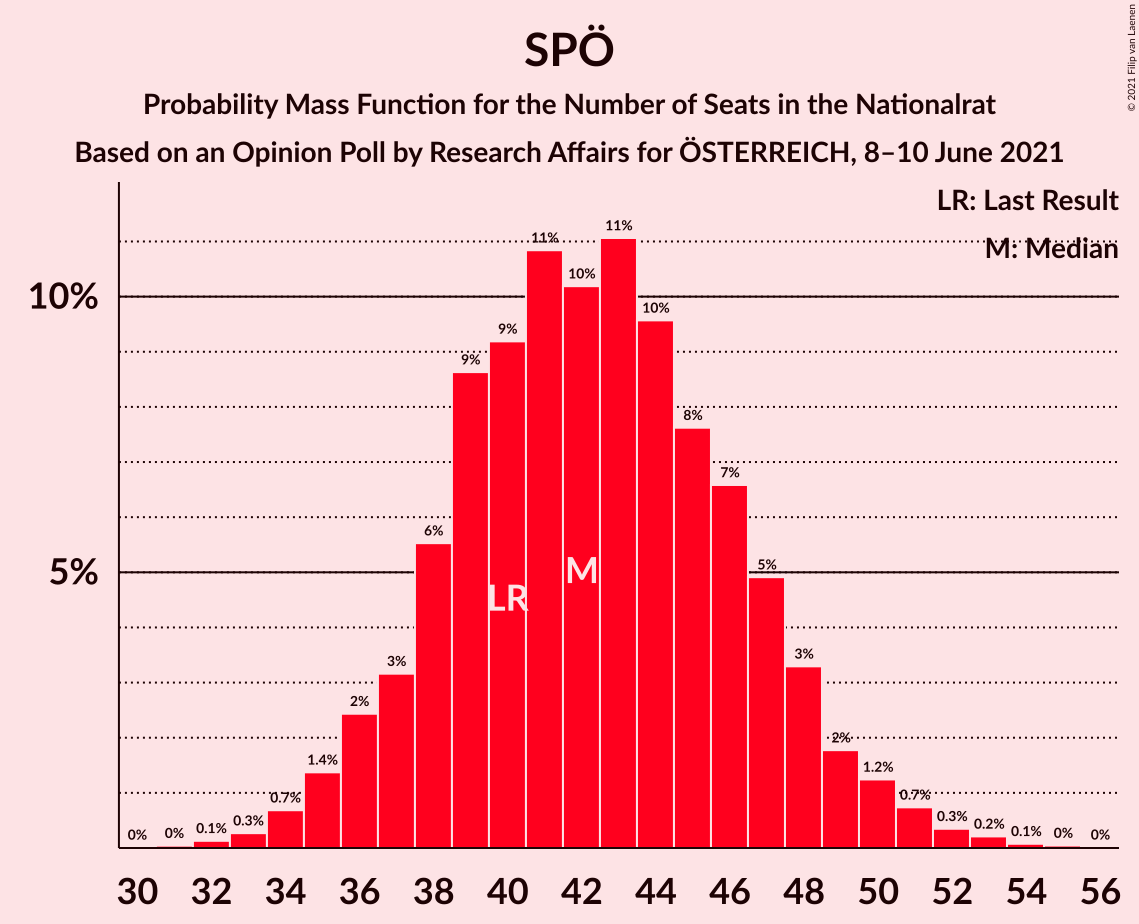 SPÖ
Probability Mass Function for the Number of Seats in the Nationalrat
Based on an Opinion Poll by Research Affairs for ÖSTERREICH, 8–10 June 2021
© 2021 Filip van Laenen
LR: Last Result
M: Median
10%
5%
0% 0% 0.1% 0.3% 0.7% 1.4% 2% 3% 6% 9% 9% 11% 10% 11% 10% 8% 7% 5% 3% 2% 1.2% 0.7% 0.3% 0.2% 0.1% 0% 0%
LR M
30 32 34 36 38 40 42 44 46 48 50 52 54 56